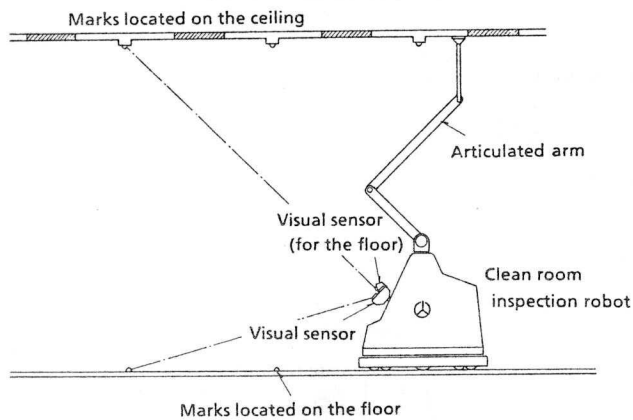 Marks located on the ceiling
Articulated arm
Visual sensor
(for the floor)
Clean room
inspection robot
Visual sensor
Marks located on the floor